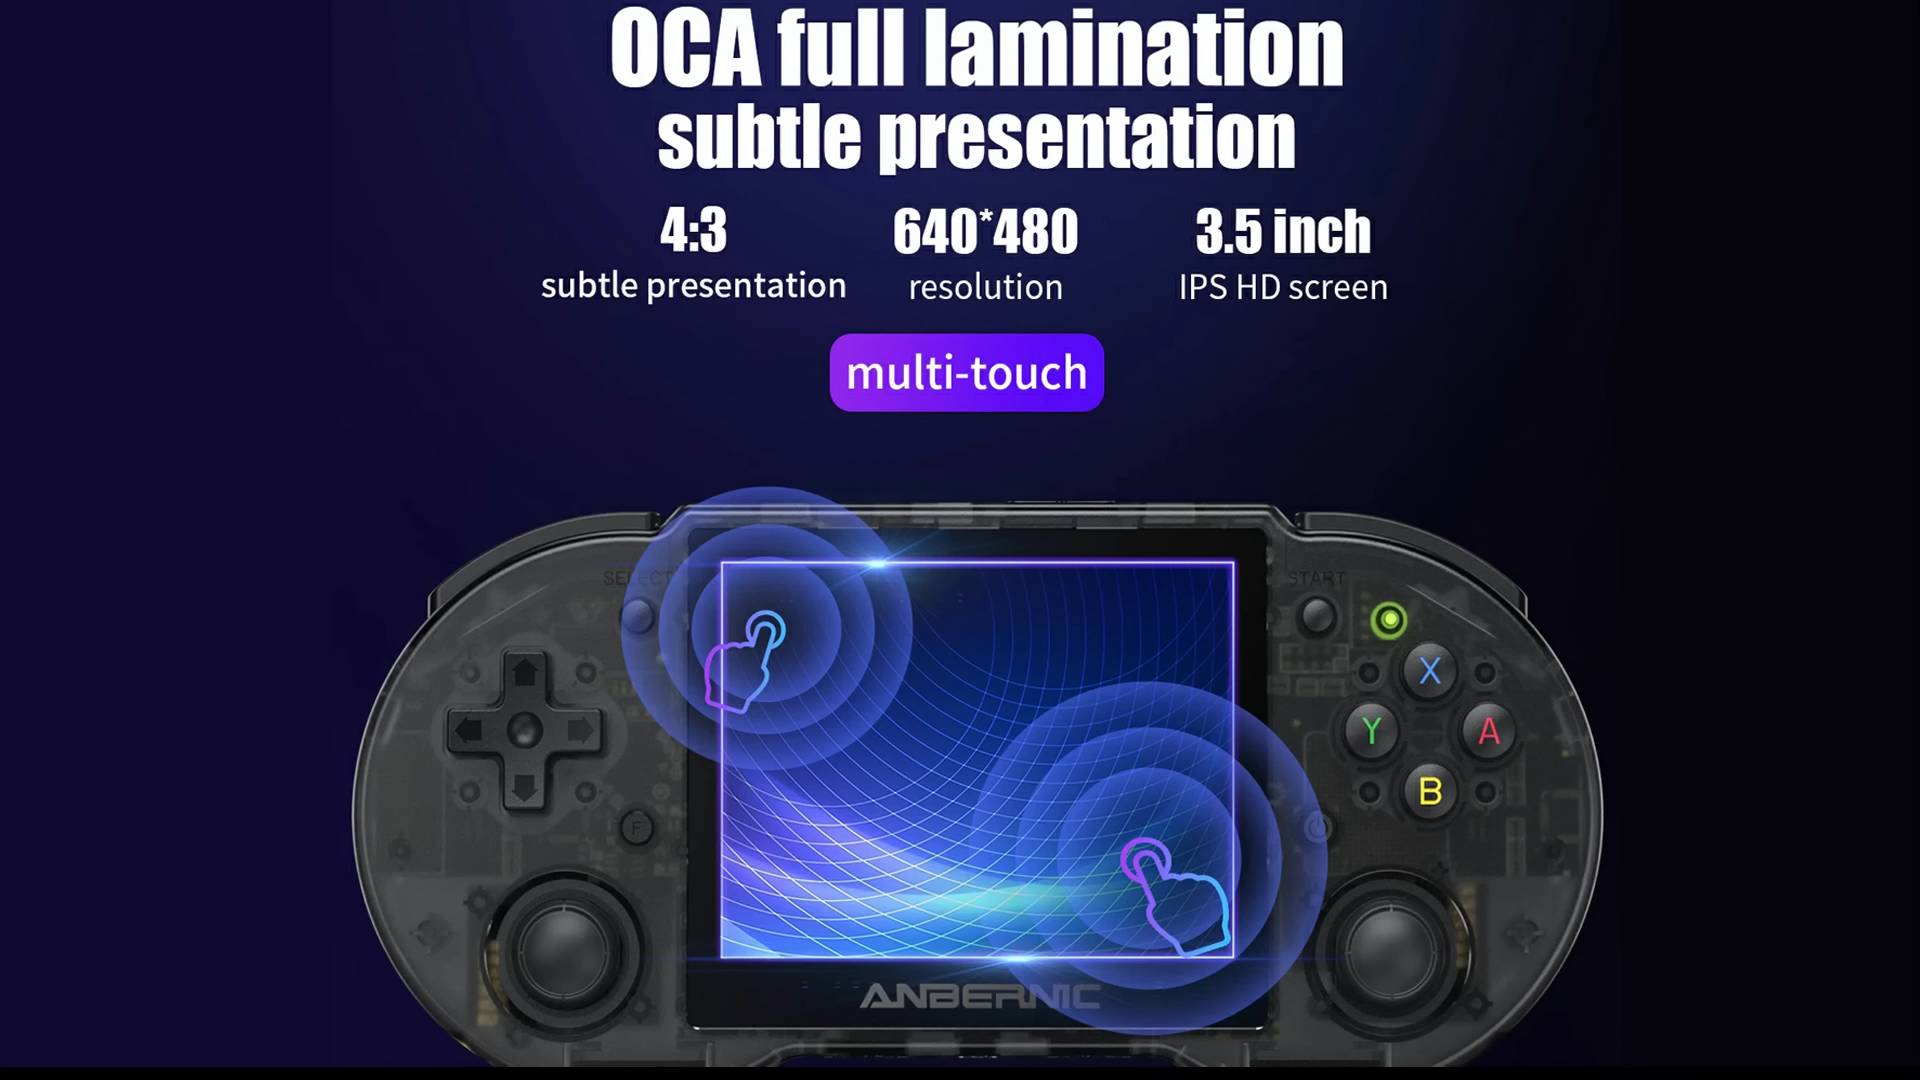 OCA full lamination
subtle presentation
4:3
subtle presentation
640*480
resolution
3.5 inch
IPS HD screen
multi-touch
SELECT
START
X
Y
A
B
F
ANBERNIC